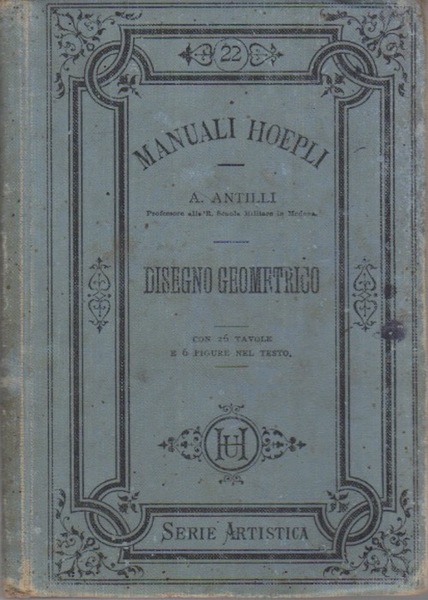 22
MANUALI HOEPLI
A. ANTILLI
Professore alla R. Scuola Militare in Modena.
DISEGNO GEOMETRICO
CON 26 TAVOLE
E 6 FIGURE NEL TESTO.
UH
SERIE ARTISTICA